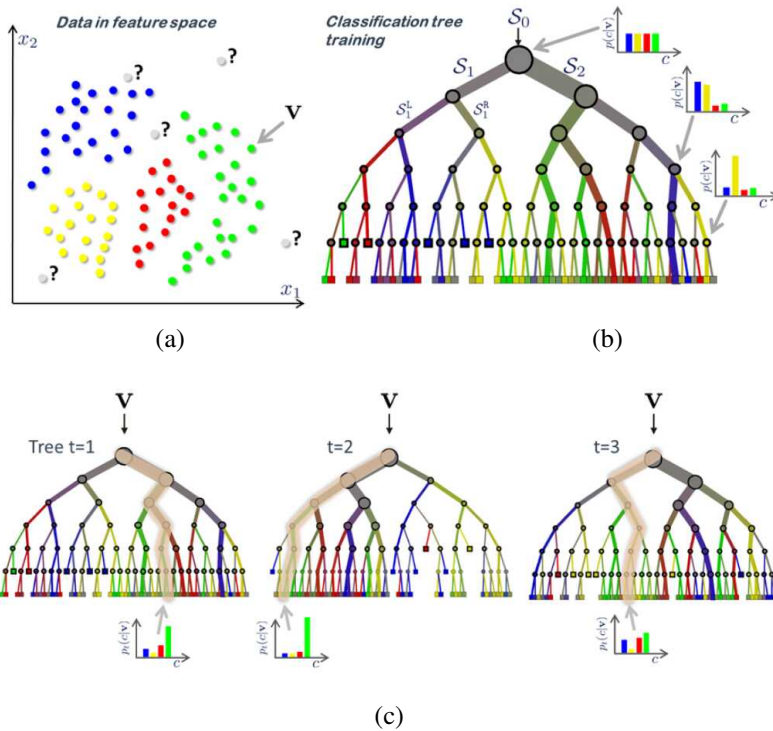 Data in feature space
x₂
?
?
?
v
?
?
x₁
(a)
Classification tree
training
S₀
S₁
S₂
S₁ᴸ
S₁ᴿ
p(c|v)
c
p(c|v)
c
p(c|v)
c
(b)
v
Tree t=1
pₜ(c|v)
c
v
t=2
pₜ(c|v)
c
v
t=3
pₜ(c|v)
c
(c)